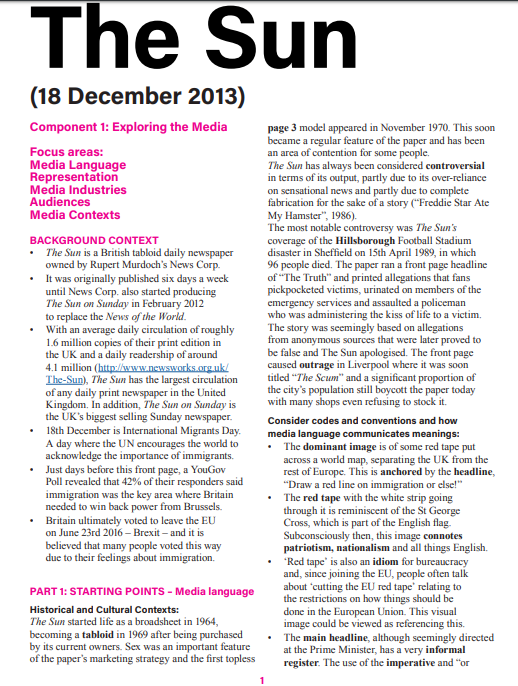 The Sun
(18 December 2013)
Component 1: Exploring the Media
Focus areas:
Media Language
Representation
Media Industries
Audiences
Media Contexts
BACKGROUND CONTEXT
• The Sun is a British tabloid daily newspaper
owned by Rupert Murdoch's News Corp.
• It was originally published six days a week
until News Corp. also started producing
The Sun on Sunday in February 2012
to replace the News of the World.
• With an average daily circulation of roughly
1.6 million copies of their print edition in
the UK and a daily readership of around
4.1 million (http://www.newsworks.org.uk/
The-Sun), The Sun has the largest circulation
of any daily print newspaper in the United
Kingdom. In addition, The Sun on Sunday is
the UK's biggest selling Sunday newspaper.
• 18th December is International Migrants Day.
A day where the UN encourages the world to
acknowledge the importance of immigrants.
• Just days before this front page, a YouGov
Poll revealed that 42% of their responders said
immigration was the key area where Britain
needed to win back power from Brussels.
• Britain ultimately voted to leave the EU
on June 23rd 2016 – Brexit – and it is
believed that many people voted this way
due to their feelings about immigration.
PART 1: STARTING POINTS – Media language
Historical and Cultural Contexts:
The Sun started life as a broadsheet in 1964,
becoming a tabloid in 1969 after being purchased
by its current owners. Sex was an important feature
of the paper's marketing strategy and the first topless
page 3 model appeared in November 1970. This soon
became a regular feature of the paper and has been
an area of contention for some people.
The Sun has always been considered controversial
in terms of its output, partly due to its over-reliance
on sensational news and partly due to complete
fabrication for the sake of a story ("Freddie Star Ate
My Hamster", 1986).
The most notable controversy was The Sun's
coverage of the Hillsborough Football Stadium
disaster in Sheffield on 15th April 1989, in which
96 people died. The paper ran a front page headline
of "The Truth" and printed allegations that fans
pickpocketed victims, urinated on members of the
emergency services and assaulted a policeman
who was administering the kiss of life to a victim.
The story was seemingly based on allegations
from anonymous sources that were later proved to
be false and The Sun apologised. The front page
caused outrage in Liverpool where it was soon
titled "The Scum" and a significant proportion of
the city's population still boycott the paper today
with many shops even refusing to stock it.
Consider codes and conventions and how
media language communicates meanings:
• The dominant image is of some red tape put
across a world map, separating the UK from the
rest of Europe. This is anchored by the headline,
"Draw a red line on immigration or else!"
• The red tape with the white strip going
through it is reminiscent of the St George
Cross, which is part of the English flag.
Subconsciously then, this image connotes
patriotism, nationalism and all things English.
• 'Red tape' is also an idiom for bureaucracy
and, since joining the EU, people often talk
about 'cutting the EU red tape' relating to
the restrictions on how things should be
done in the European Union. This visual
image could be viewed as referencing this.
• The main headline, although seemingly directed
at the Prime Minister, has a very informal
register. The use of the imperative and "or
1